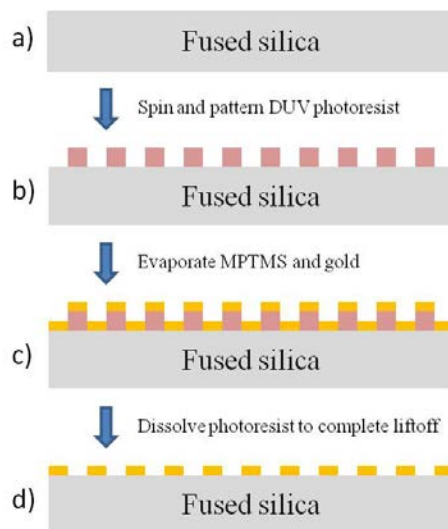 a)
Fused silica
Spin and pattern DUV photoresist
b)
Fused silica
Evaporate MPTMS and gold
c)
Fused silica
Dissolve photoresist to complete liftoff
d)
Fused silica